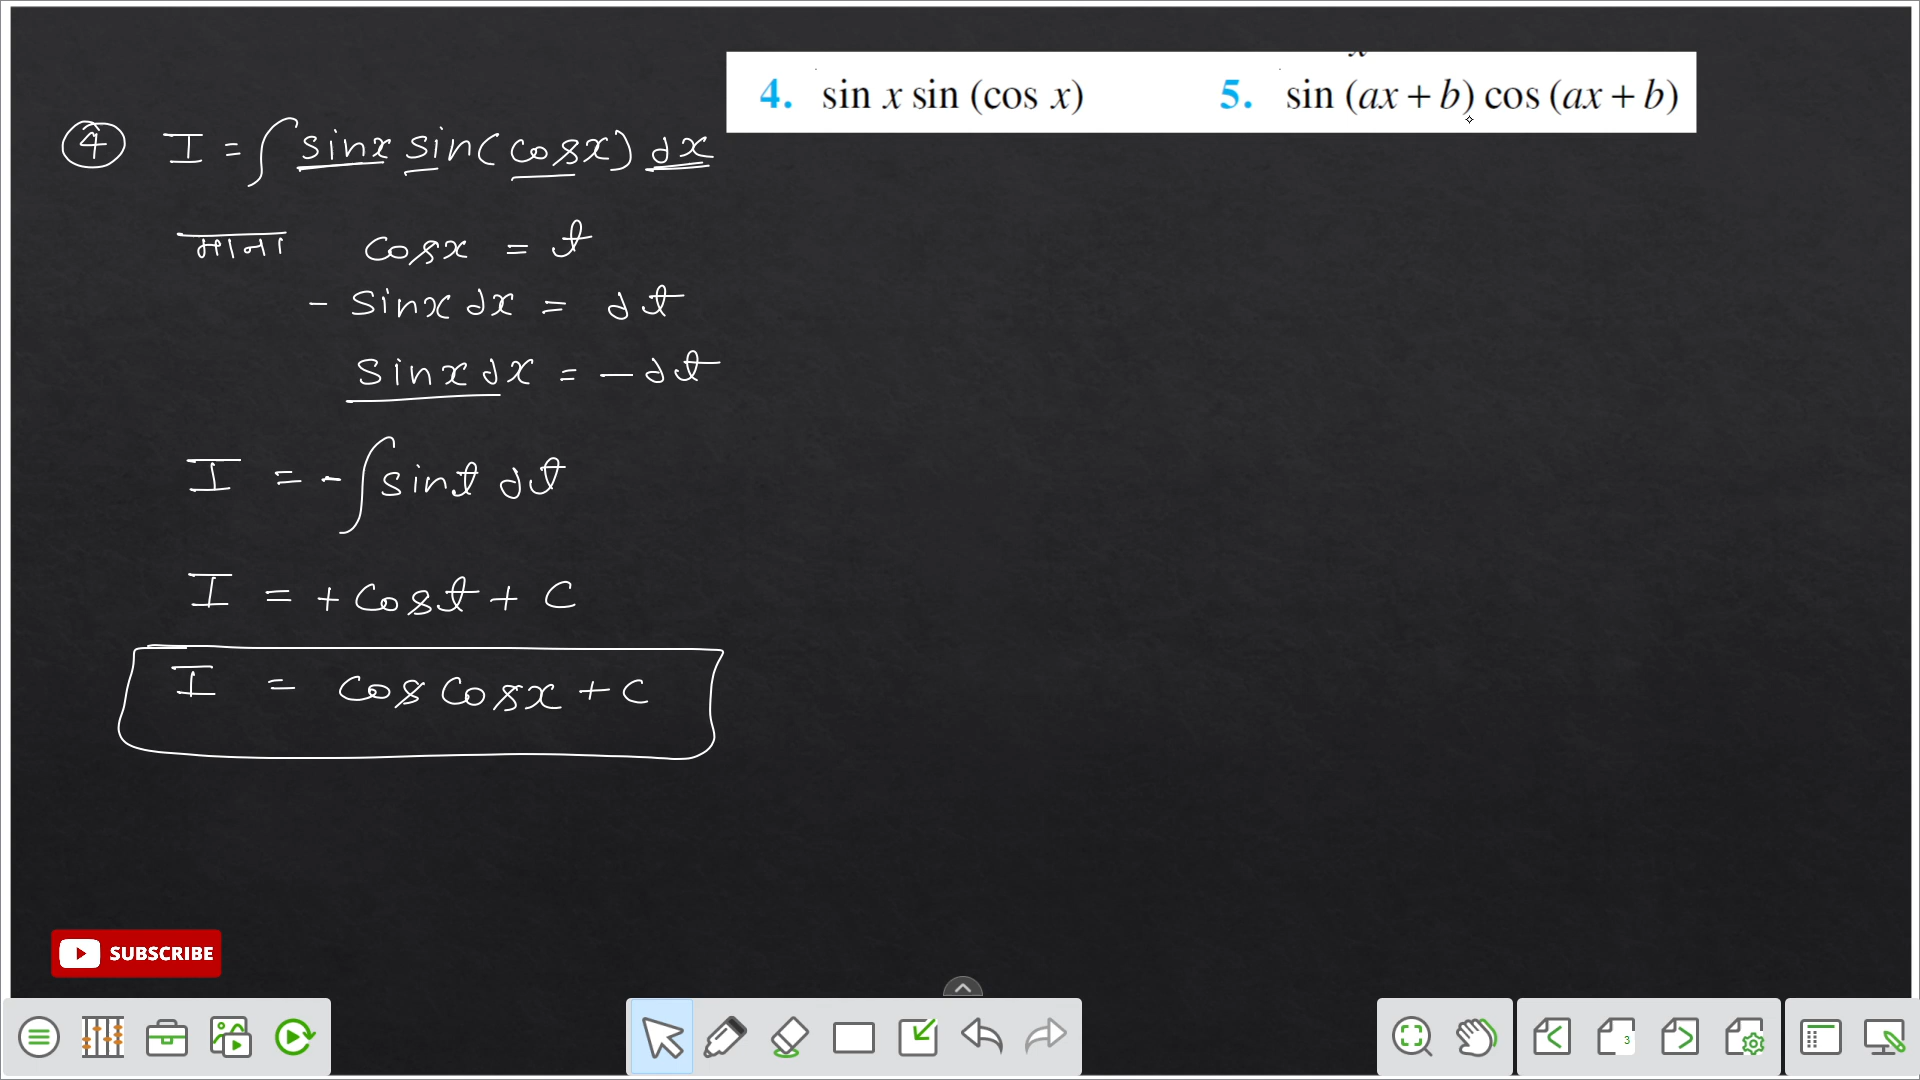 4. sin x sin (cos x) 5. sin (ax + b) cos (ax + b)
④ I = ∫ sinx sin(cosx) dx
माना cosx = t
- sinx dx = dt
sinx dx = - dt
I = - ∫ sint dt
I = + cost + c
I = cos cosx + c
SUBSCRIBE
3